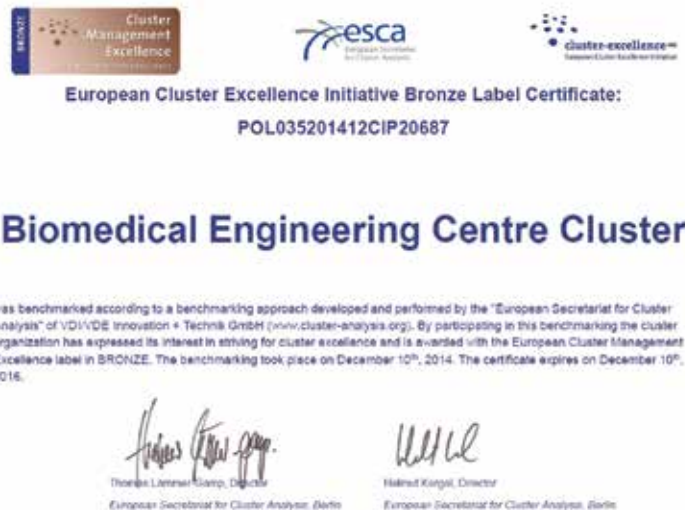 BRONZE
Cluster
Management
Excellence
esca
European Secretariat
for Cluster Analysis
cluster-excellence.eu
European Cluster Excellence Initiative
European Cluster Excellence Initiative Bronze Label Certificate:
POL035201412CIP20687
Biomedical Engineering Centre Cluster
as benchmarked according to a benchmarking approach developed and performed by the "European Secretariat for Cluster
nalysis" of VDI/VDE Innovation + Technik GmbH (www.cluster-analysis.org). By participating in this benchmarking the cluster
rganization has expressed its interest in striving for cluster excellence and is awarded with the European Cluster Management
xcellence label in BRONZE. The benchmarking took place on December 10th, 2014. The certificate expires on December 10th,
016.
Thomas Lämmer-Gamp, Director
Helmut Kergel, Director
European Secretariat for Cluster Analysis, Berlin
European Secretariat for Cluster Analysis, Berlin